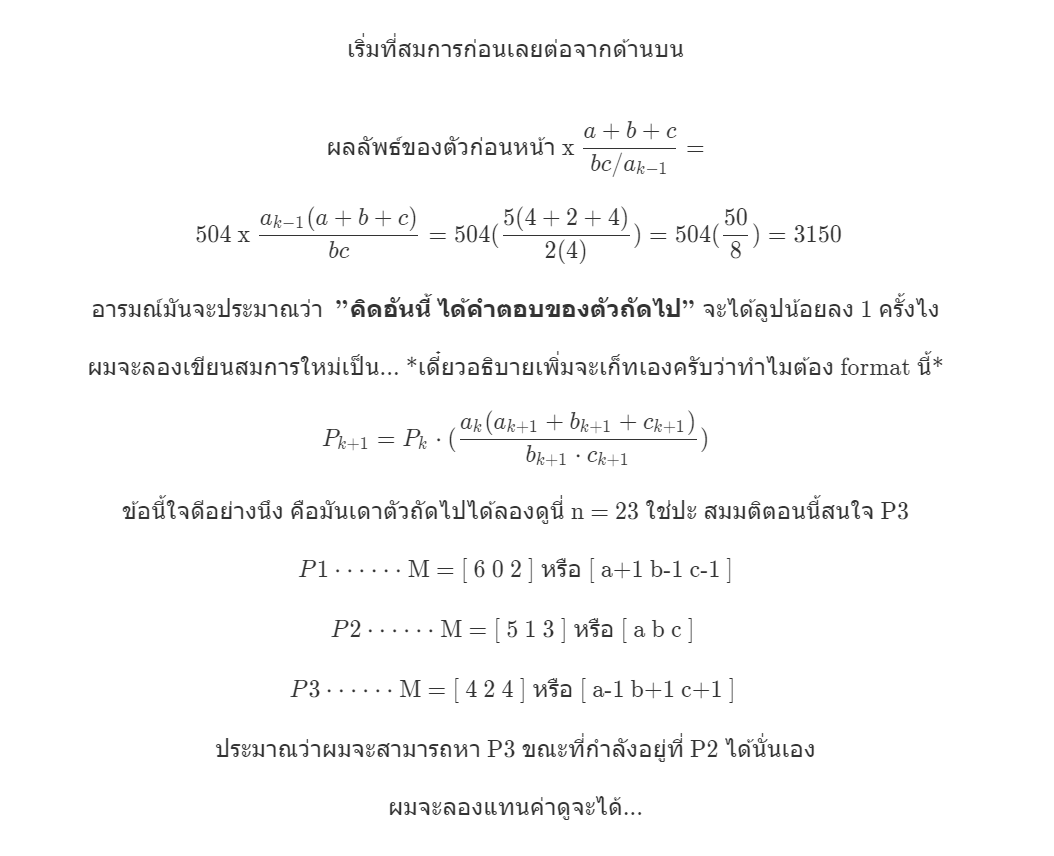 เริ่มที่สมการก่อนเลยต่อจากด้านบน
ผลลัพธ์ของตัวก่อนหน้า x \frac{a+b+c}{bc/a_{k-1}} =
504 x \frac{a_{k-1}(a+b+c)}{bc} = 504(\frac{5(4+2+4)}{2(4)}) = 504(\frac{50}{8}) = 3150
อารมณ์มันจะประมาณว่า ”คิดอันนี้ ได้คำตอบของตัวถัดไป” จะได้ลูปน้อยลง 1 ครั้งไง
ผมจะลองเขียนสมการใหม่เป็น... *เดี๋ยวอธิบายเพิ่มจะเก็ทเองครับว่าทำไมต้อง format นี้*
P_{k+1} = P_k · (\frac{a_k(a_{k+1}+b_{k+1}+c_{k+1})}{b_{k+1} · c_{k+1}})
ข้อนี้ใจดีอย่างนึง คือมันเดาตัวถัดไปได้ลองดูนี่ n = 23 ใช่ปะ สมมติตอนนี้สนใจ P3
P1 · · · · · · M = [ 6 0 2 ] หรือ [ a+1 b-1 c-1 ]
P2 · · · · · · M = [ 5 1 3 ] หรือ [ a b c ]
P3 · · · · · · M = [ 4 2 4 ] หรือ [ a-1 b+1 c+1 ]
ประมาณว่าผมจะสามารถหา P3 ขณะที่กำลังอยู่ที่ P2 ได้นั่นเอง
ผมจะลองแทนค่าดูจะได้...